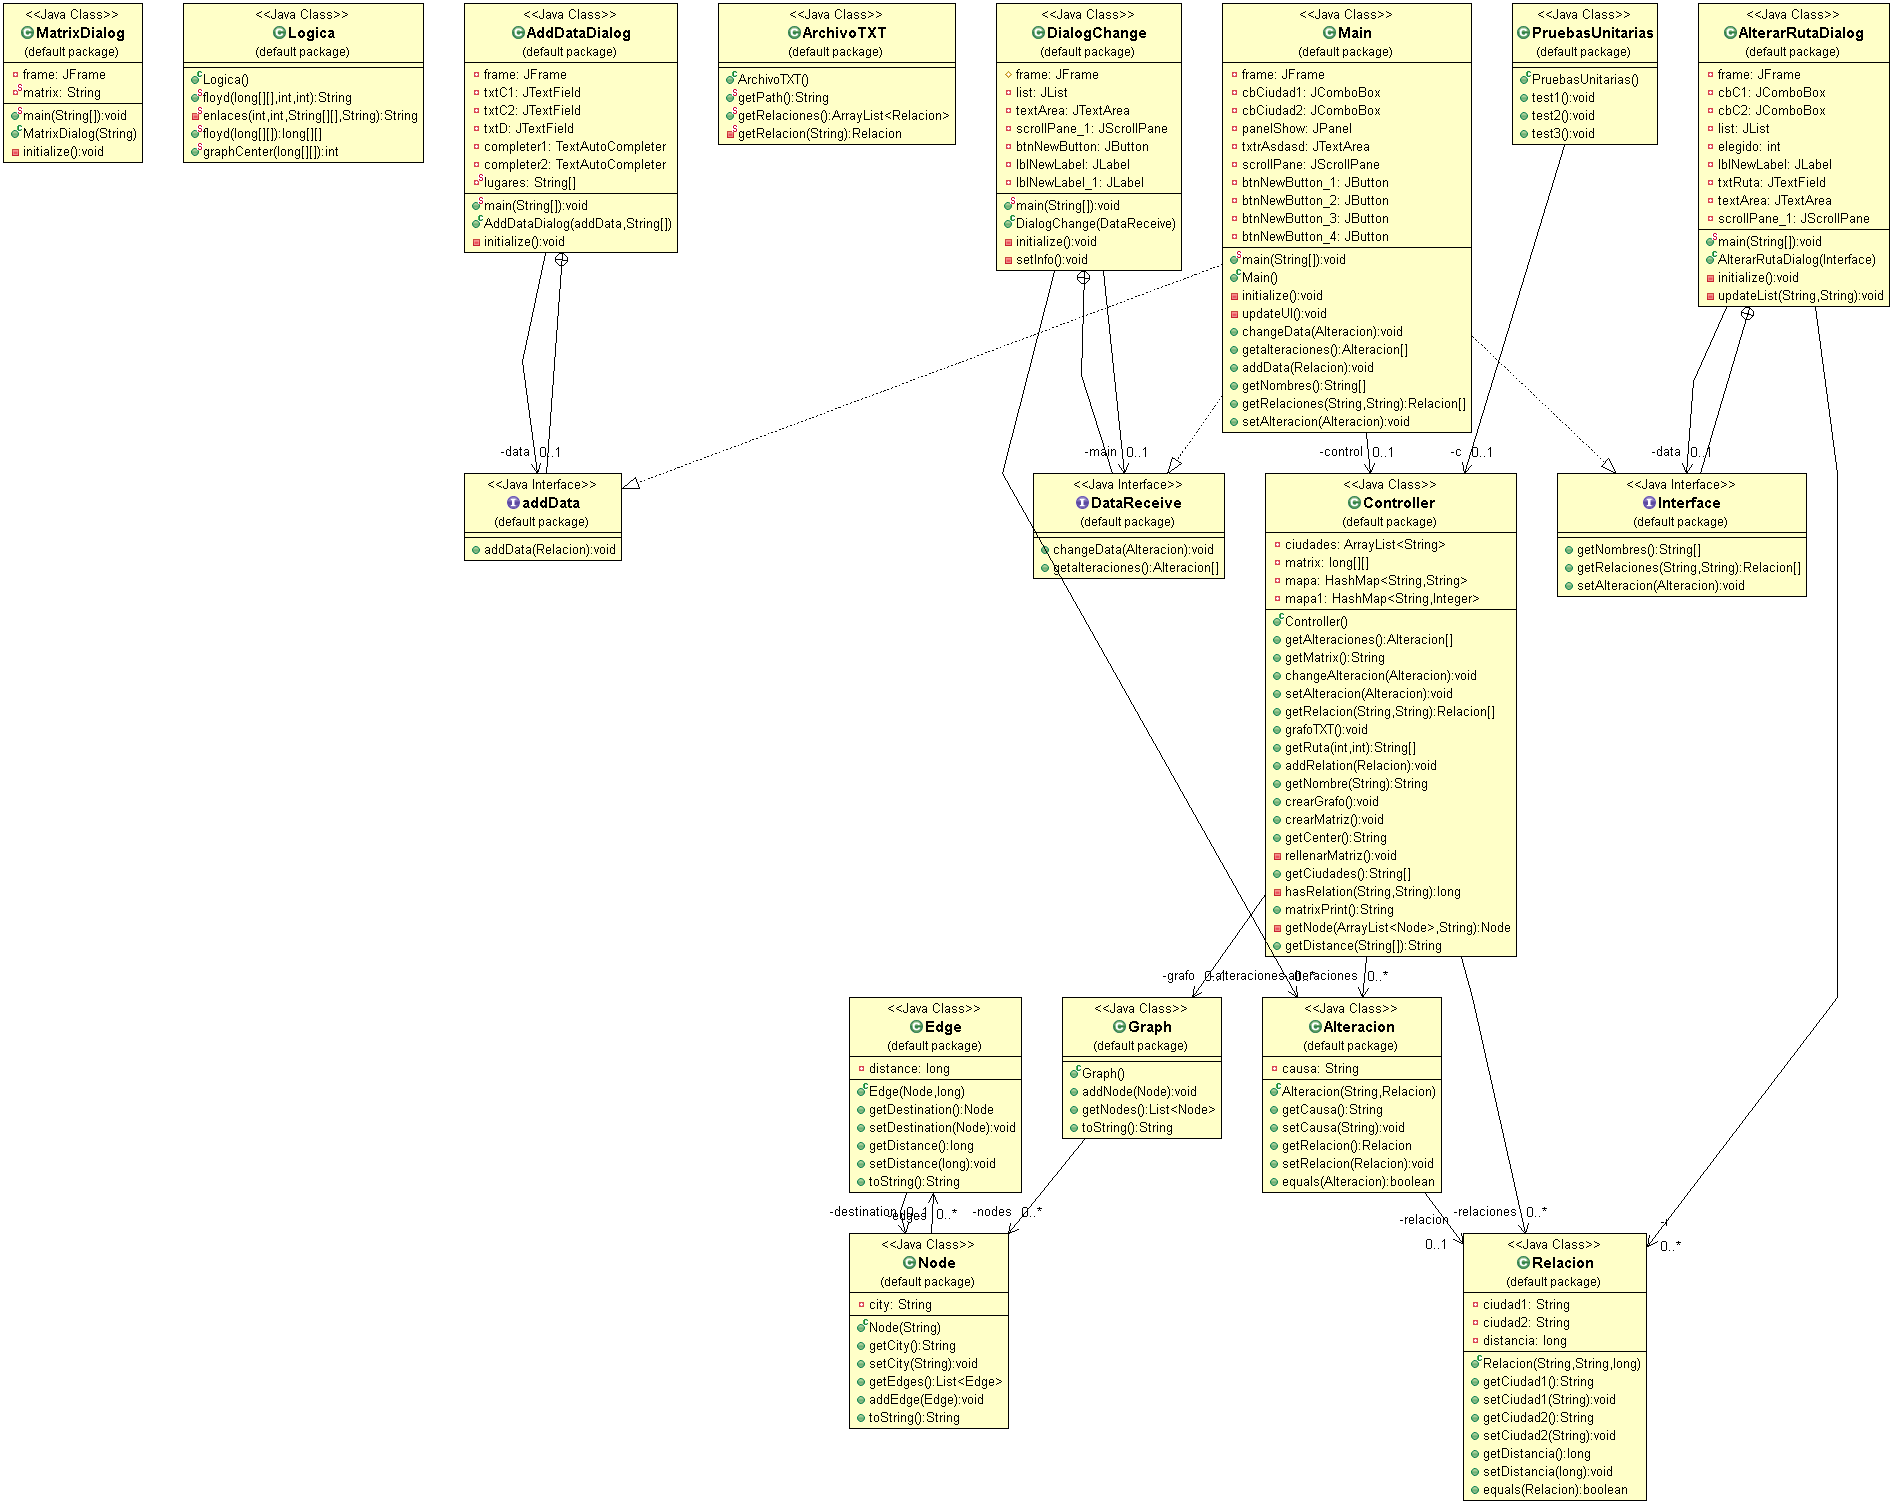 <<Java Class>>
MatrixDialog
(default package)
frame: JFrame
matrix: String
main(String[]):void
MatrixDialog(String)
initialize():void
<<Java Class>>
Logica
(default package)
Logica()
floyd(long[][],int,int):String
enlaces(int,int,String[][],String):String
floyd(long[][]):long[][]
graphCenter(long[][]):int
<<Java Class>>
AddDataDialog
(default package)
frame: JFrame
txtC1: JTextField
txtC2: JTextField
txtD: JTextField
completer1: TextAutoCompleter
completer2: TextAutoCompleter
lugares: String[]
main(String[]):void
AddDataDialog(addData,String[])
initialize():void
<<Java Class>>
ArchivoTXT
(default package)
ArchivoTXT()
getPath():String
getRelaciones():ArrayList<Relacion>
getRelacion(String):Relacion
<<Java Class>>
DialogChange
(default package)
frame: JFrame
list: JList
textArea: JTextArea
scrollPane_1: JScrollPane
btnNewButton: JButton
lblNewLabel: JLabel
lblNewLabel_1: JLabel
main(String[]):void
DialogChange(DataReceive)
initialize():void
setInfo():void
<<Java Class>>
Main
(default package)
frame: JFrame
cbCiudad1: JComboBox
cbCiudad2: JComboBox
panelShow: JPanel
txtrAsdasd: JTextArea
scrollPane: JScrollPane
btnNewButton_1: JButton
btnNewButton_2: JButton
btnNewButton_3: JButton
btnNewButton_4: JButton
main(String[]):void
Main()
initialize():void
updateUI():void
changeData(Alteracion):void
getalteraciones():Alteracion[]
addData(Relacion):void
getNombres():String[]
getRelaciones(String,String):Relacion[]
setAlteracion(Alteracion):void
<<Java Class>>
PruebasUnitarias
(default package)
PruebasUnitarias()
test1():void
test2():void
test3():void
<<Java Class>>
AlterarRutaDialog
(default package)
frame: JFrame
cbC1: JComboBox
cbC2: JComboBox
list: JList
elegido: int
lblNewLabel: JLabel
txtRuta: JTextField
textArea: JTextArea
scrollPane_1: JScrollPane
main(String[]):void
AlterarRutaDialog(Interface)
initialize():void
updateList(String,String):void
-data 0..1
-main 0..1
-control 0..1
-c 0..1
-data 0..1
<<Java Interface>>
addData
(default package)
addData(Relacion):void
<<Java Interface>>
DataReceive
(default package)
changeData(Alteracion):void
getalteraciones():Alteracion[]
<<Java Class>>
Controller
(default package)
ciudades: ArrayList<String>
matrix: long[][]
mapa: HashMap<String,String>
mapa1: HashMap<String,Integer>
Controller()
getAlteraciones():Alteracion[]
getMatrix():String
changeAlteracion(Alteracion):void
setAlteracion(Alteracion):void
getRelacion(String,String):Relacion[]
grafoTXT():void
getRuta(int,int):String[]
addRelation(Relacion):void
getNombre(String):String
crearGrafo():void
crearMatriz():void
getCenter():String
rellenarMatriz():void
getCiudades():String[]
hasRelation(String,String):long
matrixPrint():String
getNode(ArrayList<Node>,String):Node
getDistance(String[]):String
<<Java Interface>>
Interface
(default package)
getNombres():String[]
getRelaciones(String,String):Relacion[]
setAlteracion(Alteracion):void
-grafo 0..1
-alteraciones 0..*
-alteraciones 0..*
<<Java Class>>
Edge
(default package)
distance: long
Edge(Node,long)
getDestination():Node
setDestination(Node):void
getDistance():long
setDistance(long):void
toString():String
<<Java Class>>
Graph
(default package)
Graph()
addNode(Node):void
getNodes():List<Node>
toString():String
<<Java Class>>
Alteracion
(default package)
causa: String
Alteracion(String,Relacion)
getCausa():String
setCausa(String):void
getRelacion():Relacion
setRelacion(Relacion):void
equals(Alteracion):boolean
-destination 0..1
-edges 0..*
-nodes 0..*
-relacion 0..1
-relaciones 0..*
-r 0..*
<<Java Class>>
Node
(default package)
city: String
Node(String)
getCity():String
setCity(String):void
getEdges():List<Edge>
addEdge(Edge):void
toString():String
<<Java Class>>
Relacion
(default package)
ciudad1: String
ciudad2: String
distancia: long
Relacion(String,String,long)
getCiudad1():String
setCiudad1(String):void
getCiudad2():String
setCiudad2(String):void
getDistancia():long
setDistancia(long):void
equals(Relacion):boolean